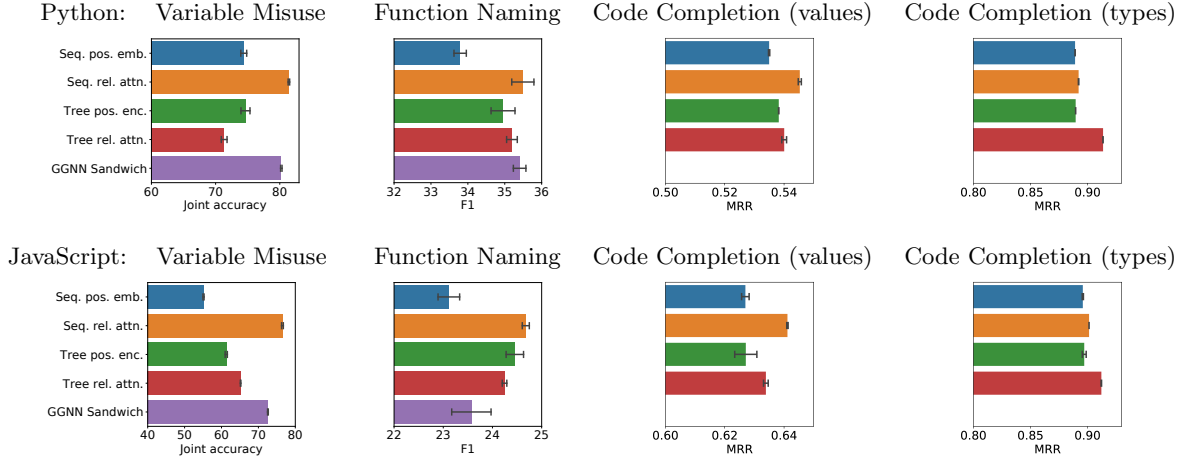 Python: Variable Misuse Function Naming Code Completion (values) Code Completion (types)
Seq. pos. emb.
Seq. rel. attn.
Tree pos. enc.
Tree rel. attn.
GGNN Sandwich
60 70 80 32 33 34 35 36 0.50 0.52 0.54 0.80 0.90
Joint accuracy F1 MRR MRR
JavaScript: Variable Misuse Function Naming Code Completion (values) Code Completion (types)
Seq. pos. emb.
Seq. rel. attn.
Tree pos. enc.
Tree rel. attn.
GGNN Sandwich
40 50 60 70 80 22 23 24 25 0.60 0.62 0.64 0.80 0.90
Joint accuracy F1 MRR MRR